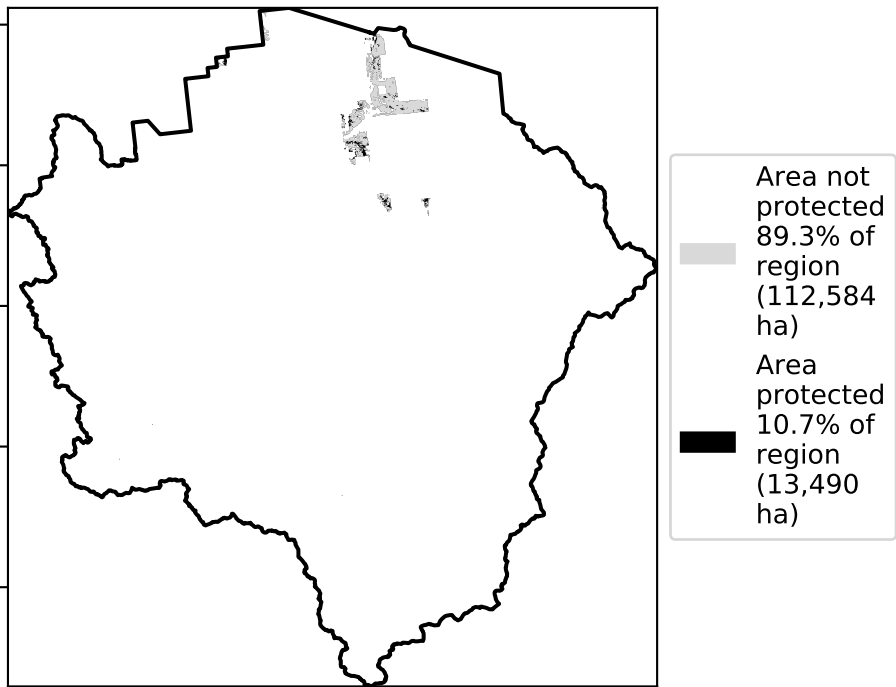 Area not
protected
89.3% of
region
(112,584
ha)
Area
protected
10.7% of
region
(13,490
ha)